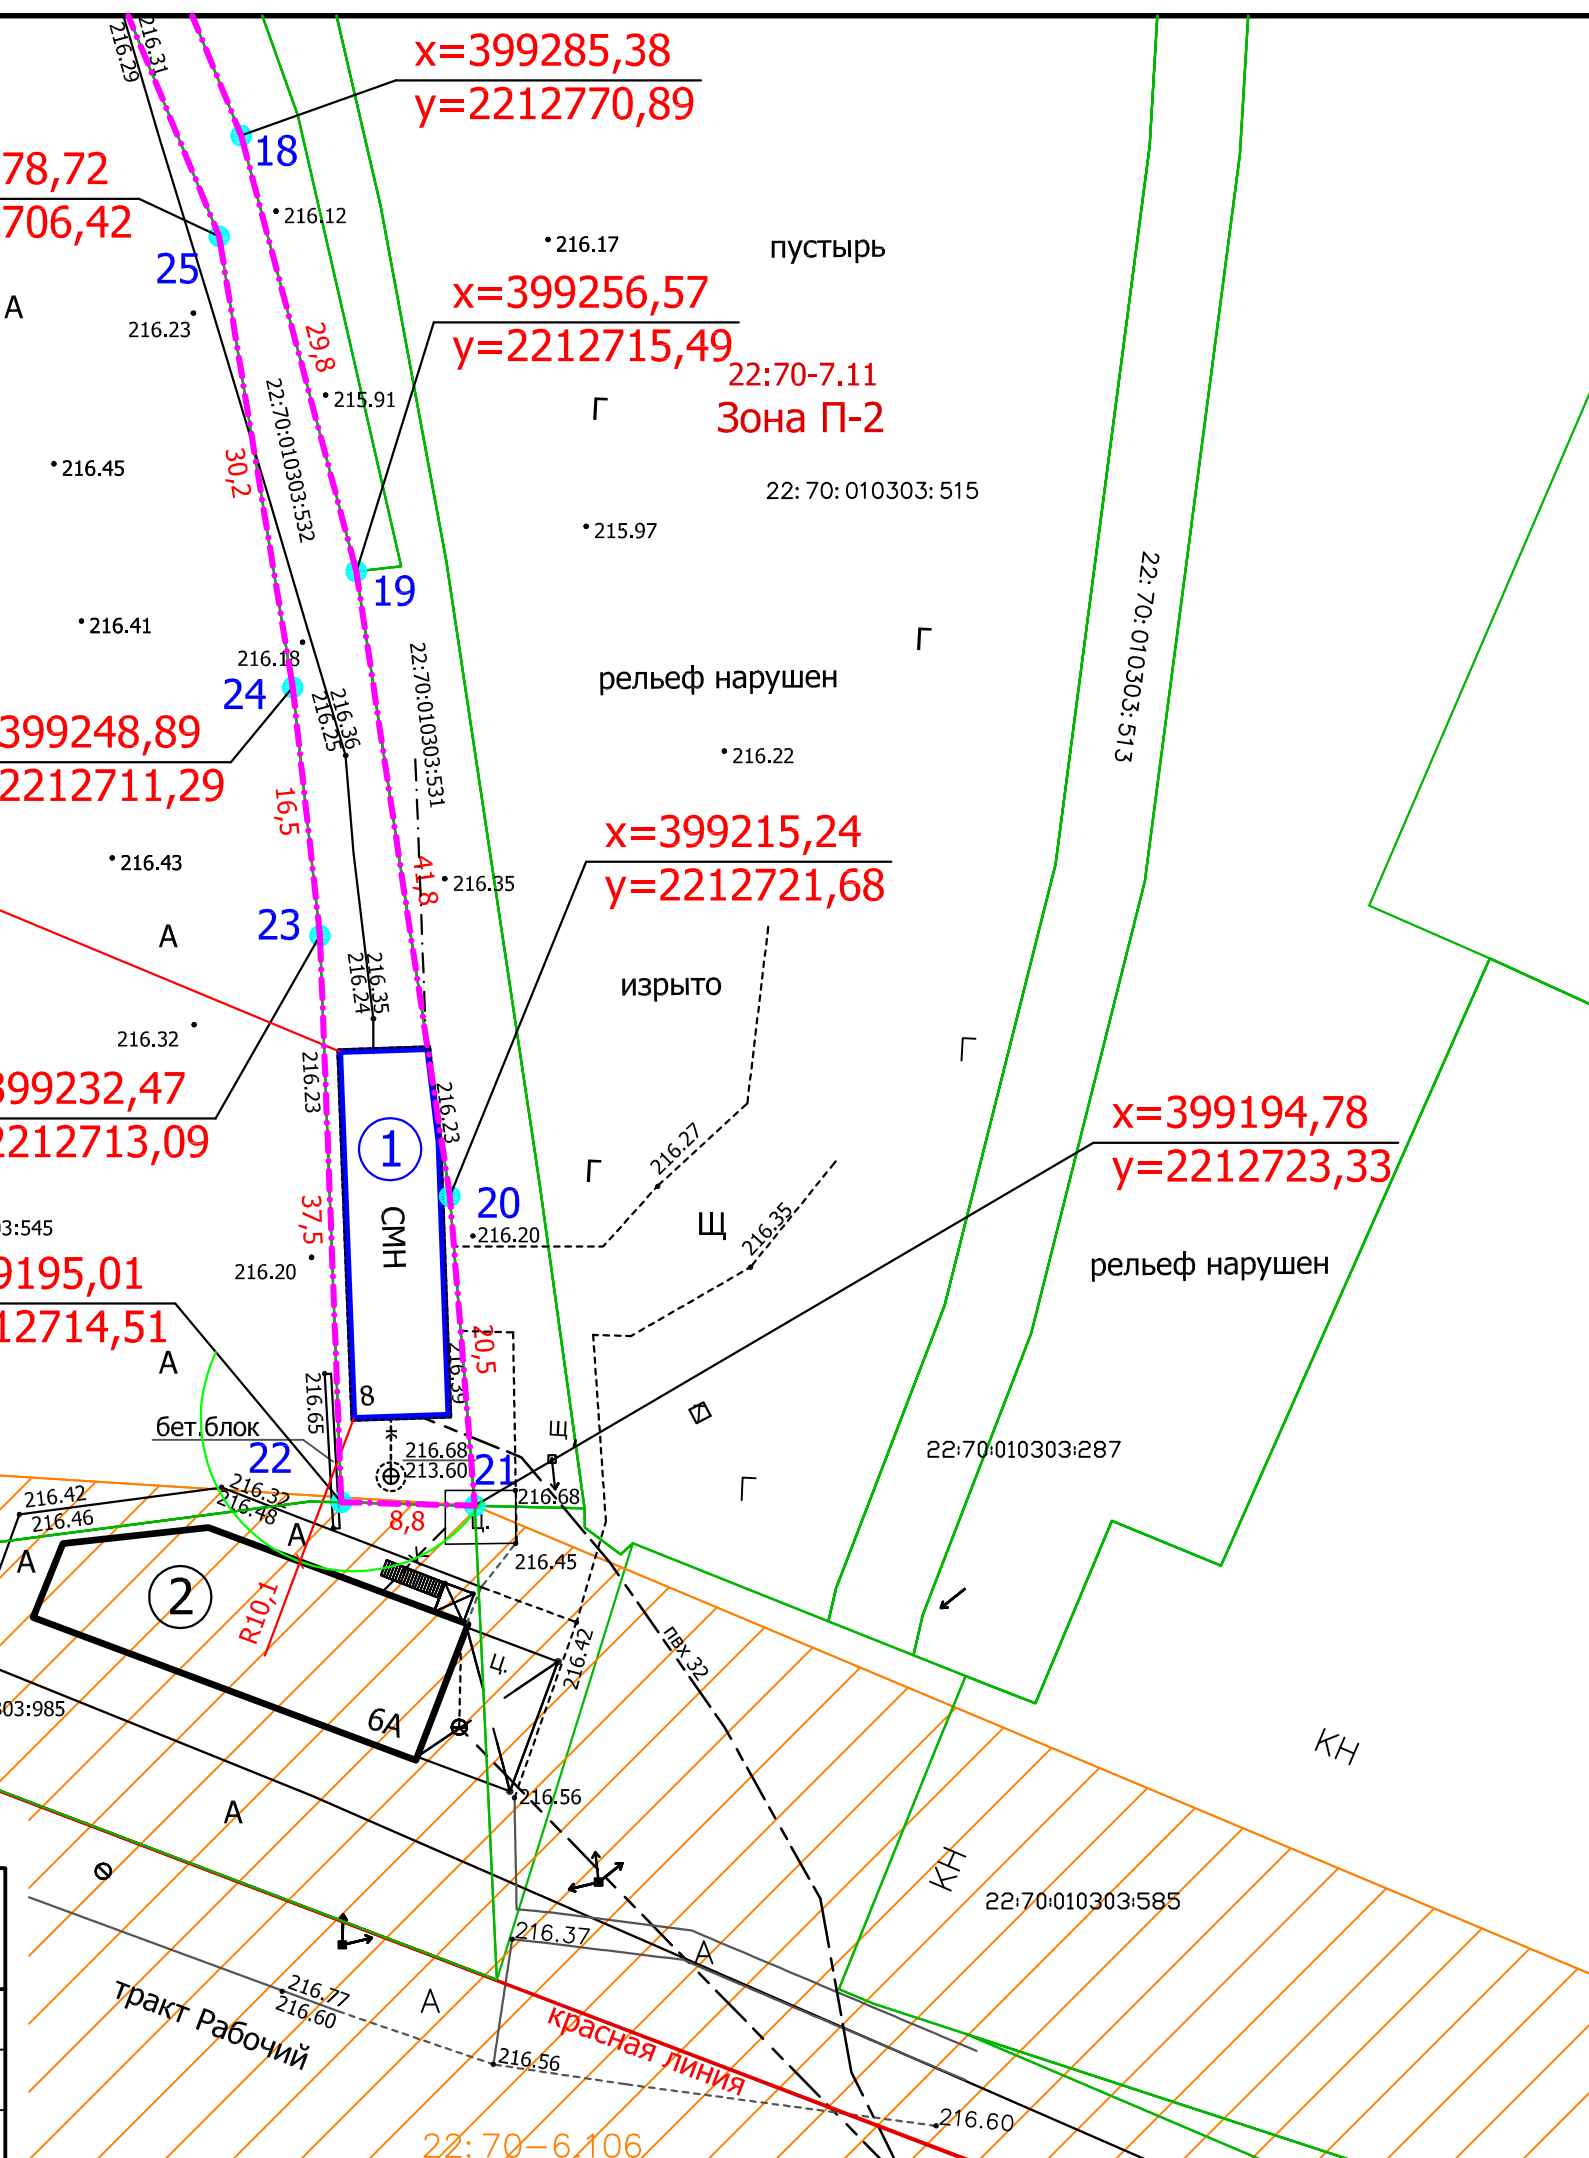 216.31
216.29
x=399285,38
y=2212770,89
18
78,72
706,42
216.12
216.17
пустырь
25
x=399256,57
y=2212715,49
А
216.23
29,8
22:70-7.11
Зона П-2
215.91
Г
22:70:010303:532
30,2
216.45
22:70:010303:515
215.97
22:70:010303:513
19
216.41
Г
216.18
рельеф нарушен
24
22:70:010303:531
216.36
216.25
399248,89
2212711,29
216.22
16,5
x=399215,24
y=2212721,68
216.43
41,8
216.35
23
А
216.35
216.24
изрыто
216.32
Г
216.23
399232,47
2212713,09
216.23
x=399194,78
y=2212723,33
1
216.27
Г
37,5
20
СМН
Щ
216.35
03:545
216.20
216.20
рельеф нарушен
9195,01
12714,51
20,5
А
216.39
8
216.65
бет.блок
Щ
216.68
213.60
22:70:010303:287
22
21
Г
216.42
216.32
216.48
216.68
216.46
8,8
Ц.
А
А
216.45
2
R10,1
216.42
пвх 32
Ц.
303:985
6А
КН
216.56
А
КН
22:70:010303:585
216.37
А
216.77
216.60
А
тракт Рабочий
красная линия
216.56
216.60
22:70-6.106